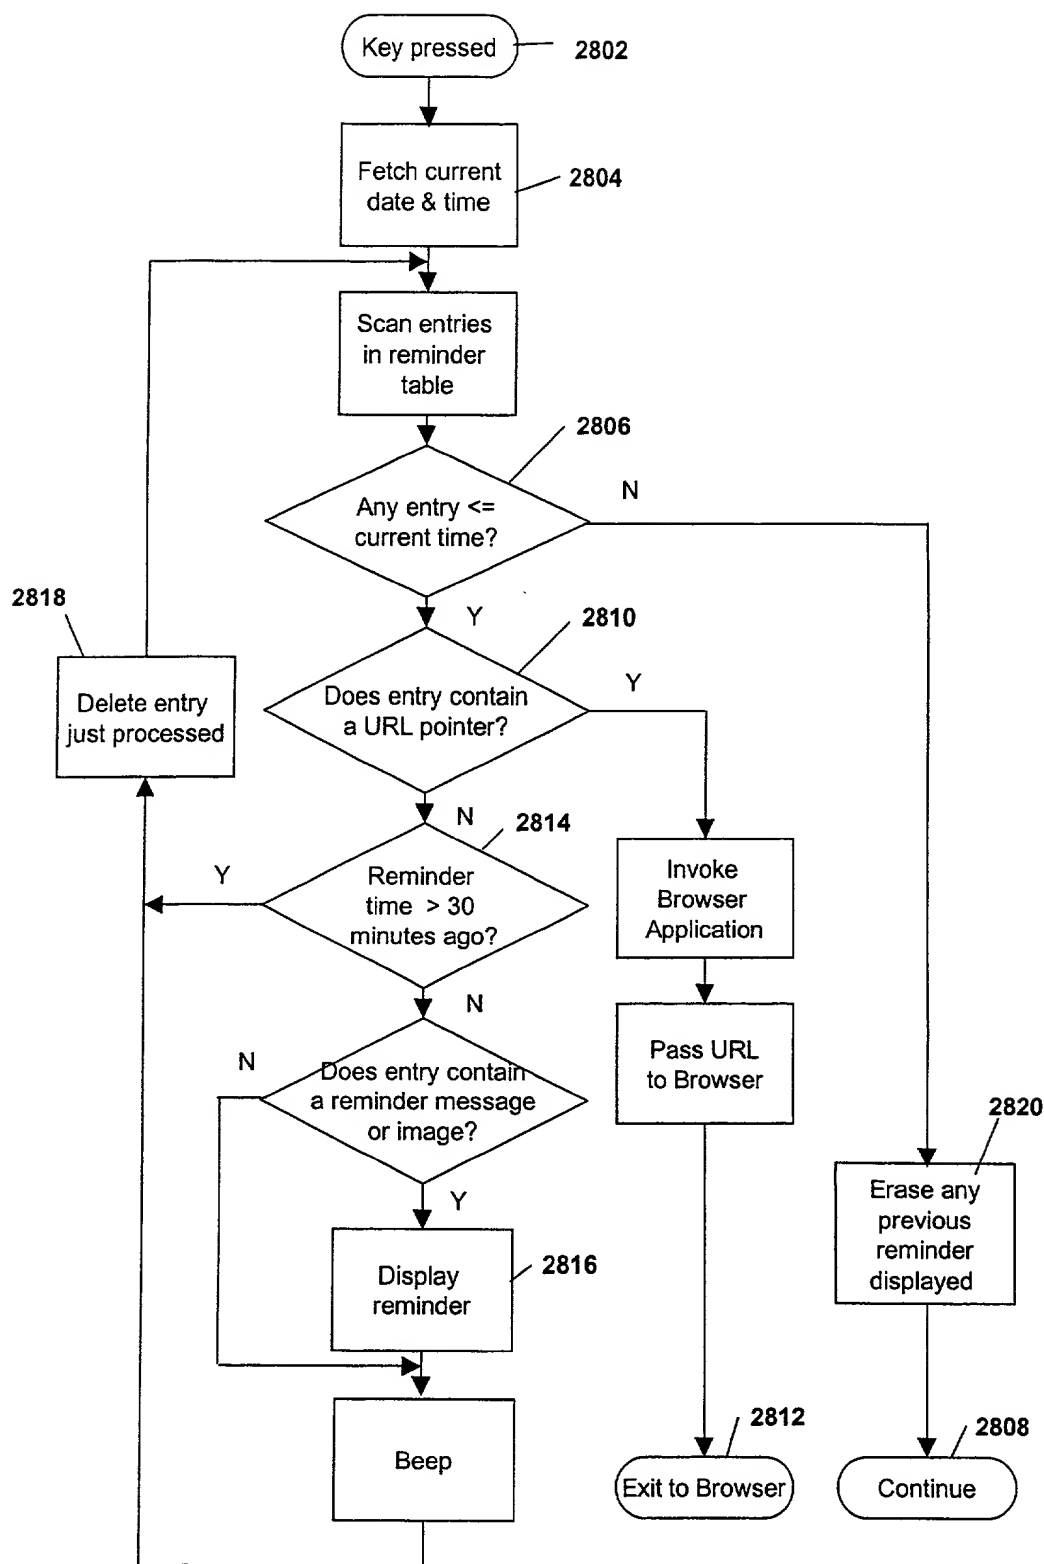 Key pressed
2802
Fetch current
date & time
2804
Scan entries
in reminder
table
2806
Any entry <=
current time?
N
Y
2818
Delete entry
just processed
2810
Does entry contain
a URL pointer?
Y
N
2814
Reminder
time > 30
minutes ago?
Y
N
Invoke
Browser
Application
Pass URL
to Browser
Does entry contain
a reminder message
or image?
N
Y
2820
Erase any
previous
reminder
displayed
Display
reminder
2816
Beep
2812
Exit to Browser
2808
Continue